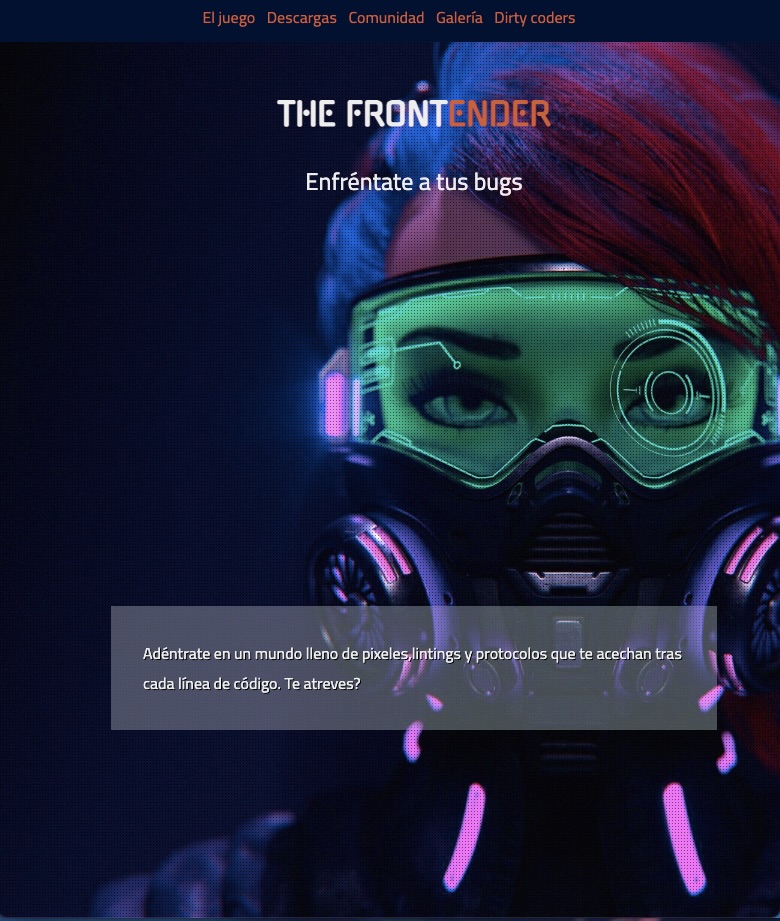 El juego Descargas Comunidad Galería Dirty coders
THE FRONTENDER
Enfréntate a tus bugs
Adéntrate en un mundo lleno de pixeles,lintings y protocolos que te acechan tras
cada línea de código. Te atreves?